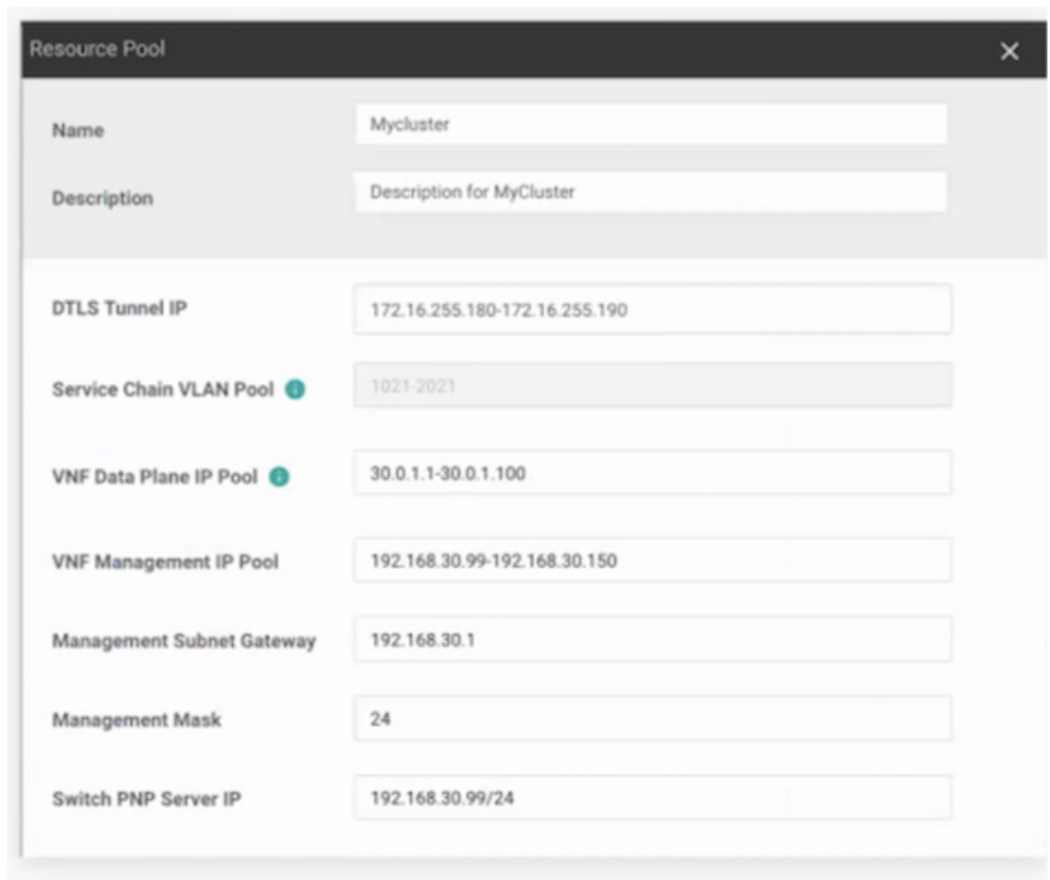 Resource Pool
Name Mycluster
Description Description for MyCluster
DTLS Tunnel IP 172.16.255.180-172.16.255.190
Service Chain VLAN Pool 1021-2021
VNF Data Plane IP Pool 30.0.1.1-30.0.1.100
VNF Management IP Pool 192.168.30.99-192.168.30.150
Management Subnet Gateway 192.168.30.1
Management Mask 24
Switch PNP Server IP 192.168.30.99/24